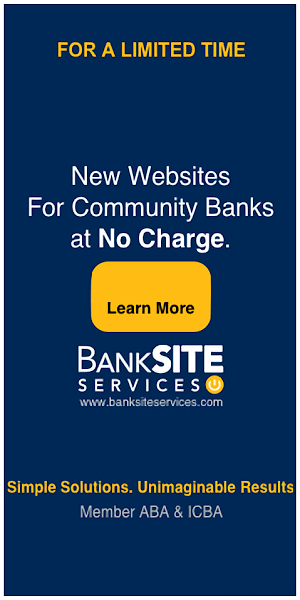 FOR A LIMITED TIME
New Websites
For Community Banks
at No Charge.
Learn More
BANKSITE
SERVICES
www.banksiteservices.com
Simple Solutions. Unimaginable Results
Member ABA & ICBA